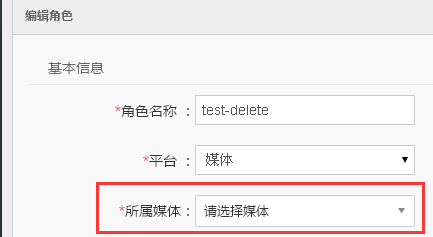 编辑角色
基本信息
*角色名称 : test-delete
*平台 : 媒体
*所属媒体: 请选择媒体